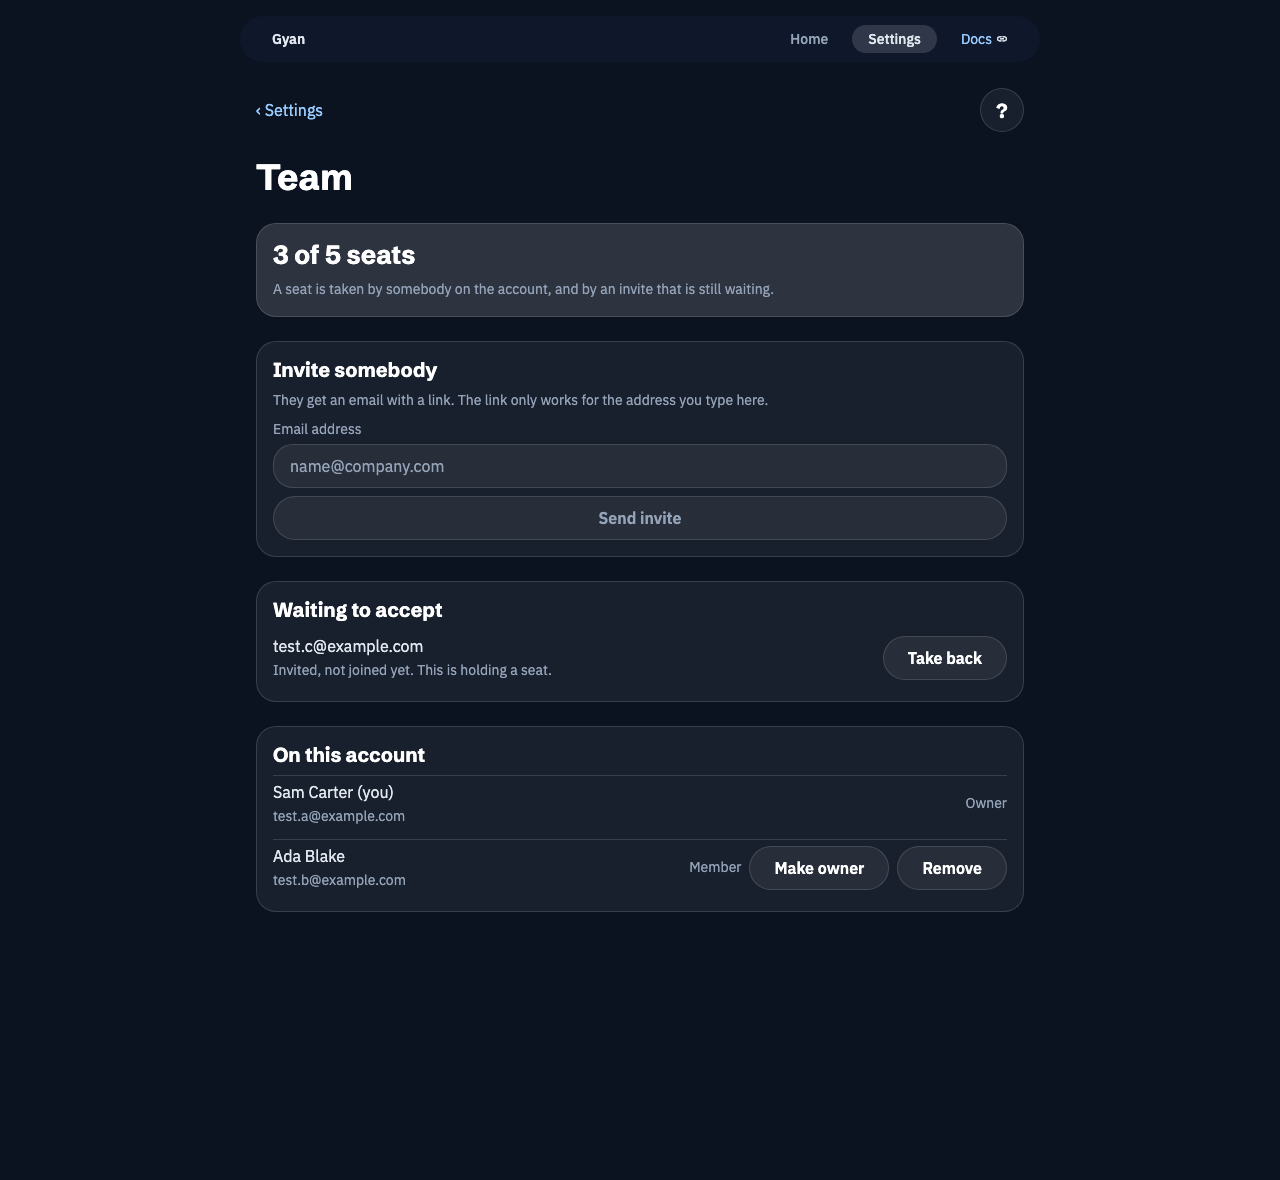 Gyan
Home
Settings
Docs
‹ Settings
?
Team
3 of 5 seats
A seat is taken by somebody on the account, and by an invite that is still waiting.
Invite somebody
They get an email with a link. The link only works for the address you type here.
Email address
name@company.com
Send invite
Waiting to accept
test.c@example.com
Invited, not joined yet. This is holding a seat.
Take back
On this account
Sam Carter (you)
test.a@example.com
Owner
Ada Blake
test.b@example.com
Member
Make owner
Remove